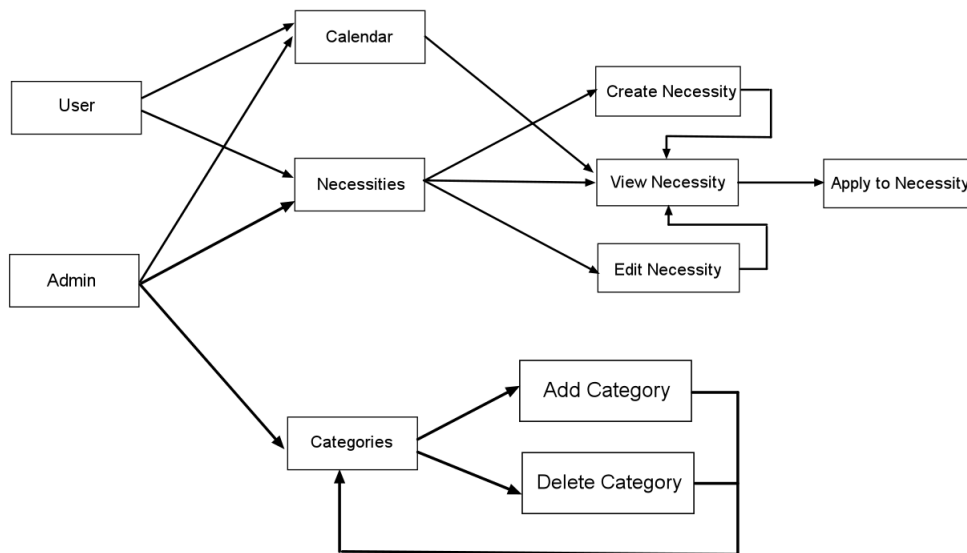 Calendar
User
Create Necessity
Necessities
View Necessity
Apply to Necessity
Admin
Edit Necessity
Add Category
Categories
Delete Category